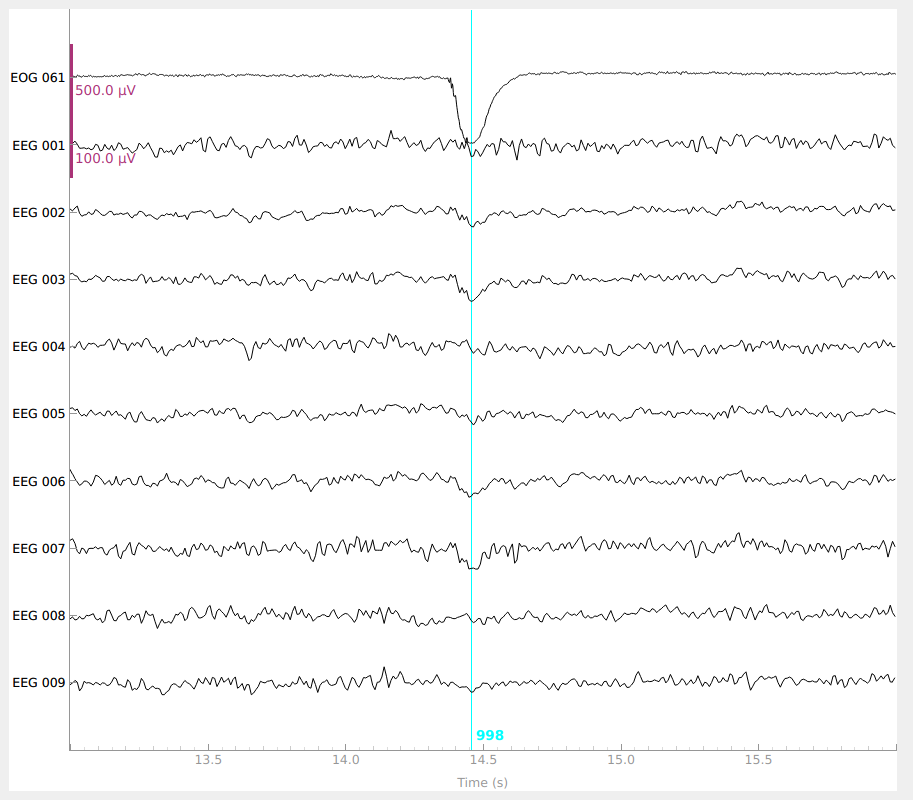 EOG 061
500.0 µV
EEG 001
100.0 µV
EEG 002
EEG 003
EEG 004
EEG 005
EEG 006
EEG 007
EEG 008
EEG 009
998
13.5 14.0 14.5 15.0 15.5
Time (s)